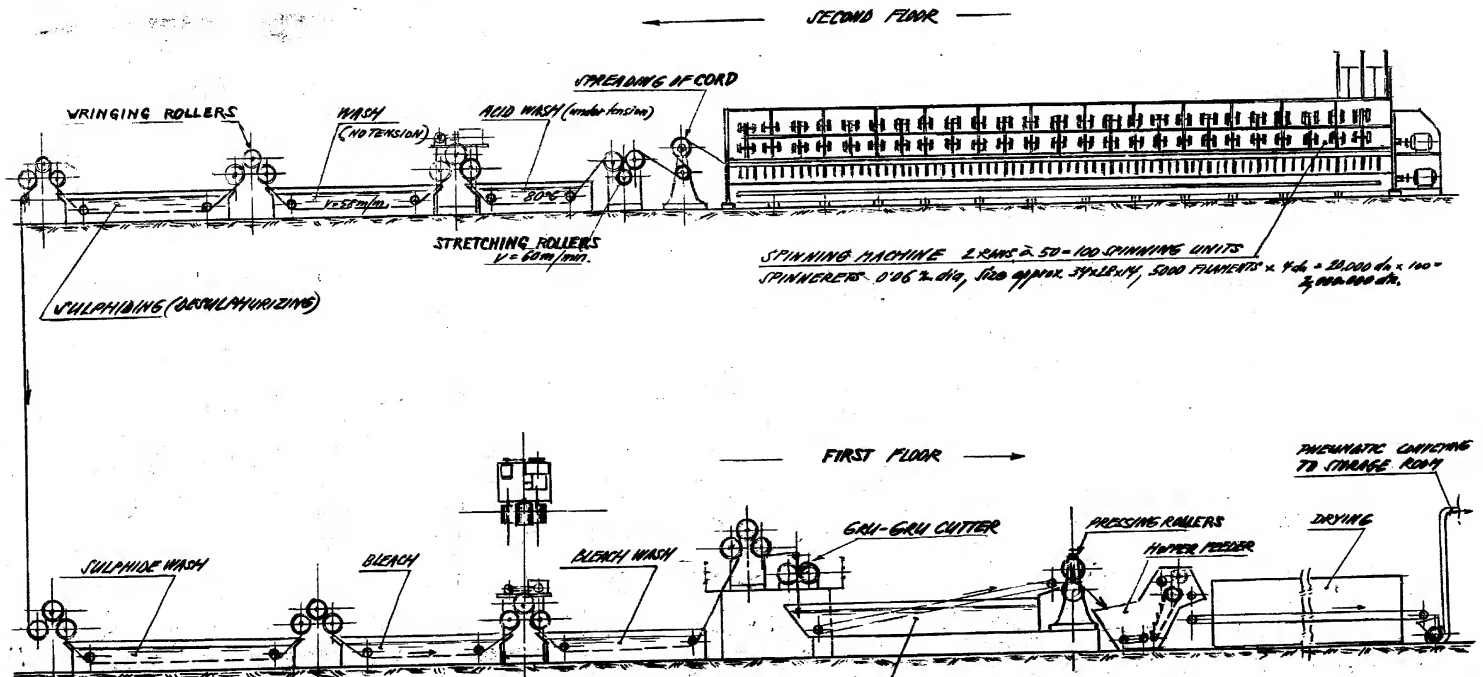 SECOND FLOOR
SPREADING OF CORD
WRINGING ROLLERS
WASH
(NO TENSION)
ACID WASH (under tension)
V=58 m/m.
80°C
STRETCHING ROLLERS
V = 60 m/min.
SULPHIDING (DESULPHURIZING)
SPINNING MACHINE 2 à 50=100 SPINNING UNITS
SPINNERETS 0'06 dia, size approx. 5000 FILAMENTS x 4 dn = 20.000 dn x 100 =
2,000.000 dn.
FIRST FLOOR
PNEUMATIC CONVEYING
TO STORAGE ROOM
SULPHIDE WASH
BLEACH
BLEACH WASH
GRU-GRU CUTTER
PRESSING ROLLERS
HOPPER FEEDER
DRYING